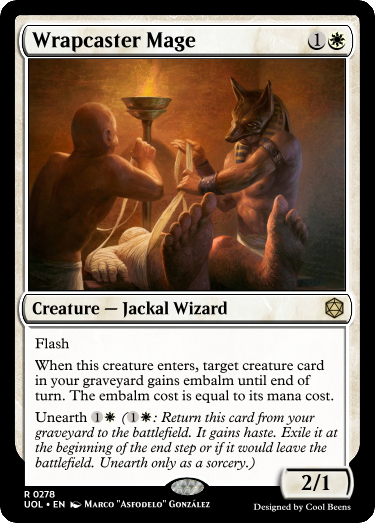 Wrapcaster Mage 1
Creature — Jackal Wizard
Flash
When this creature enters, target creature card
in your graveyard gains embalm until end of
turn. The embalm cost is equal to its mana cost.
Unearth 1 (1: Return this card from your
graveyard to the battlefield. It gains haste. Exile it at
the beginning of the end step or if it would leave the
battlefield. Unearth only as a sorcery.)
2/1
R 0278
UOL • EN Marco "Asfodelo" González
Designed by Cool Beens